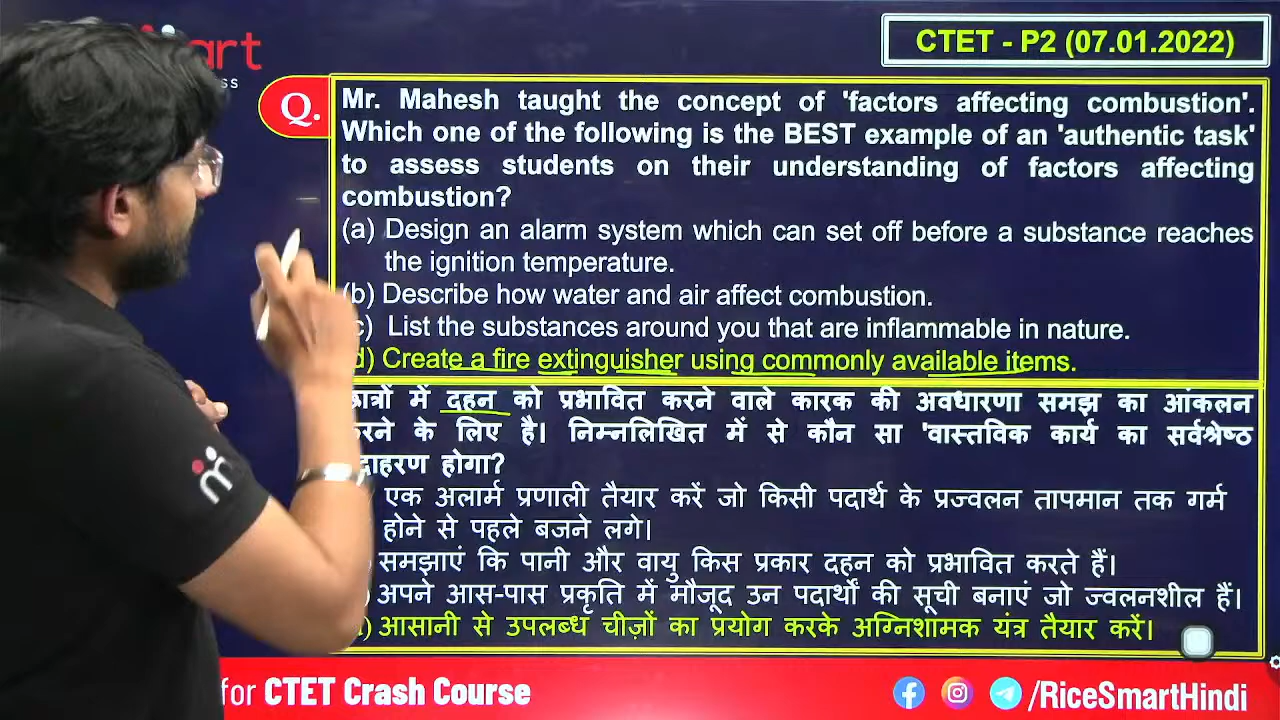 art
ss
CTET - P2 (07.01.2022)
Q.
Mr. Mahesh taught the concept of 'factors affecting combustion'.
Which one of the following is the BEST example of an 'authentic task'
to assess students on their understanding of factors affecting
combustion?
(a) Design an alarm system which can set off before a substance reaches
the ignition temperature.
(b) Describe how water and air affect combustion.
c) List the substances around you that are inflammable in nature.
d) Create a fire extinguisher using commonly available items.
में दहन को प्रभावित करने वाले कारक की अवधारणा समझ का आंकलन
के लिए है। निम्नलिखित में से कौन सा 'वास्तविक कार्य का सर्वश्रेष्ठ
होगा?
एक अलार्म प्रणाली तैयार करें जो किसी पदार्थ के प्रज्वलन तापमान तक गर्म
होने से पहले बजने लगे।
समझाएं कि पानी और वायु किस प्रकार दहन को प्रभावित करते हैं।
) अपने आस-पास प्रकृति में मौजूद उन पदार्थों की सूची बनाएं जो ज्वलनशील हैं।
) आसानी से उपलब्ध चीज़ों का प्रयोग करके अग्निशामक यंत्र तैयार करें।
for CTET Crash Course
/RiceSmartHindi